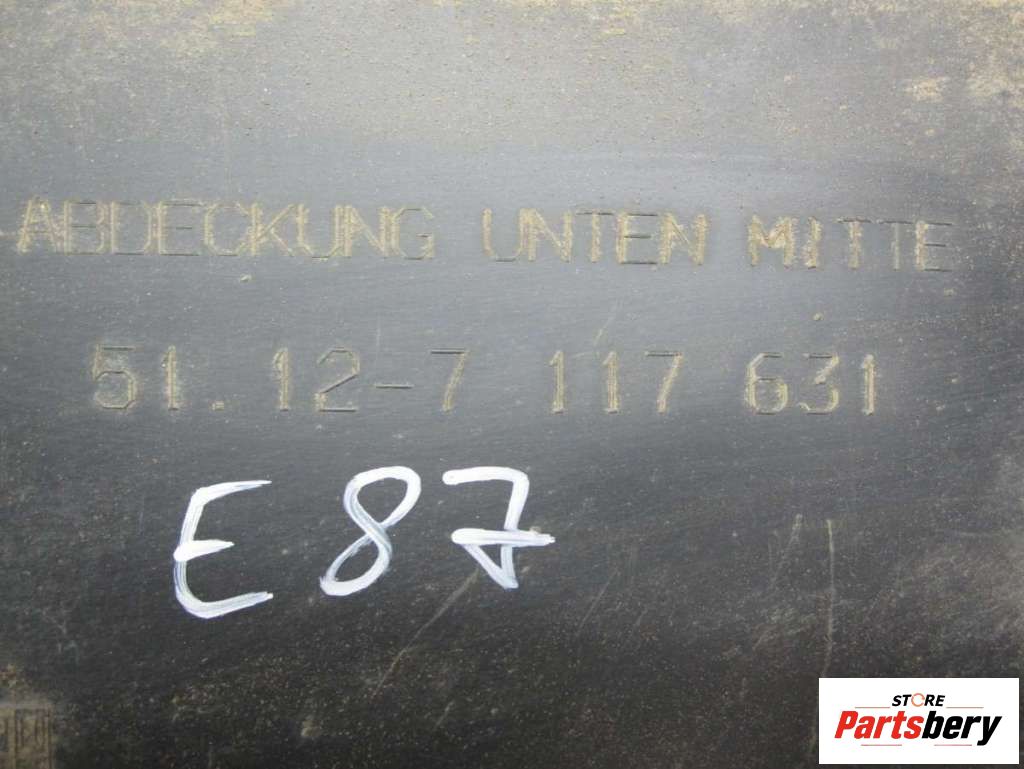 ABDECKUNG UNTEN MITTE
51.12-7 117 631
E87
STORE
Partsbery